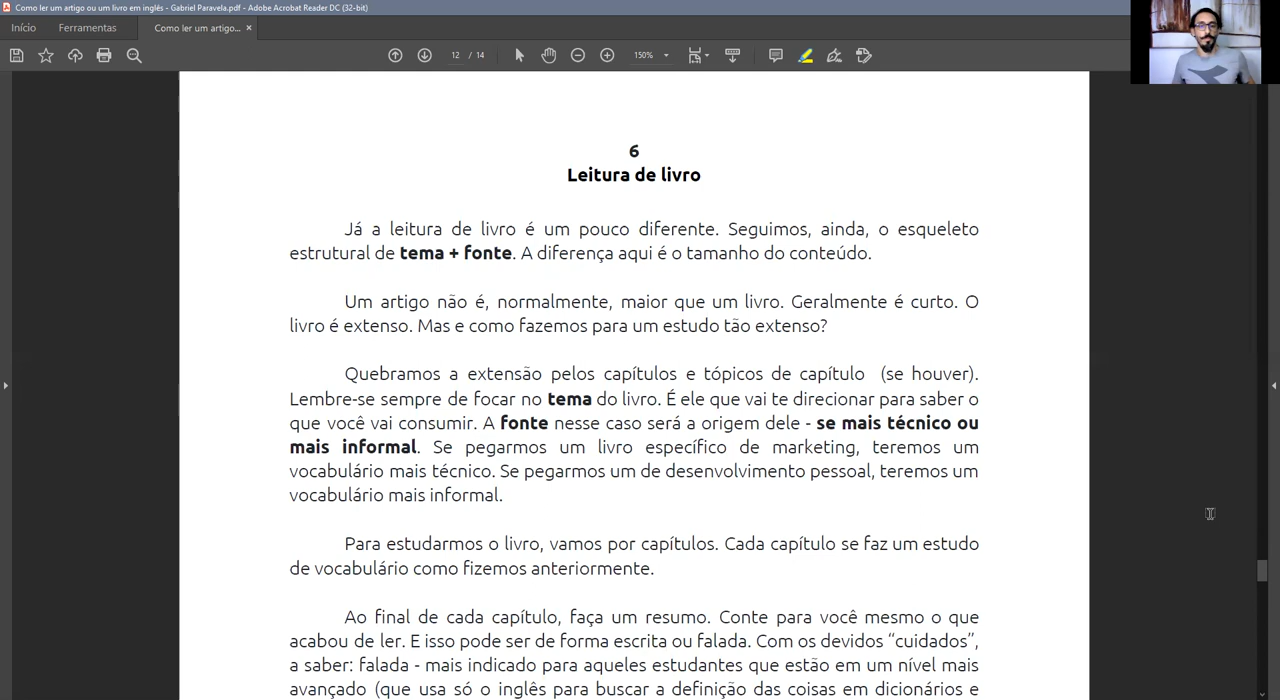 Como ler um artigo ou um livro em inglês - Gabriel Paravela.pdf - Adobe Acrobat Reader DC (32-bit)
Início Ferramentas Como ler um artigo... ×
12 / 14 150%
6
Leitura de livro
Já a leitura de livro é um pouco diferente. Seguimos, ainda, o esqueleto
estrutural de tema + fonte. A diferença aqui é o tamanho do conteúdo.
Um artigo não é, normalmente, maior que um livro. Geralmente é curto. O
livro é extenso. Mas e como fazemos para um estudo tão extenso?
Quebramos a extensão pelos capítulos e tópicos de capítulo (se houver).
Lembre-se sempre de focar no tema do livro. É ele que vai te direcionar para saber o
que você vai consumir. A fonte nesse caso será a origem dele - se mais técnico ou
mais informal. Se pegarmos um livro específico de marketing, teremos um
vocabulário mais técnico. Se pegarmos um de desenvolvimento pessoal, teremos um
vocabulário mais informal.
Para estudarmos o livro, vamos por capítulos. Cada capítulo se faz um estudo
de vocabulário como fizemos anteriormente.
Ao final de cada capítulo, faça um resumo. Conte para você mesmo o que
acabou de ler. E isso pode ser de forma escrita ou falada. Com os devidos “cuidados”,
a saber: falada - mais indicado para aqueles estudantes que estão em um nível mais
avançado (que usa só o inglês para buscar a definição das coisas em dicionários e